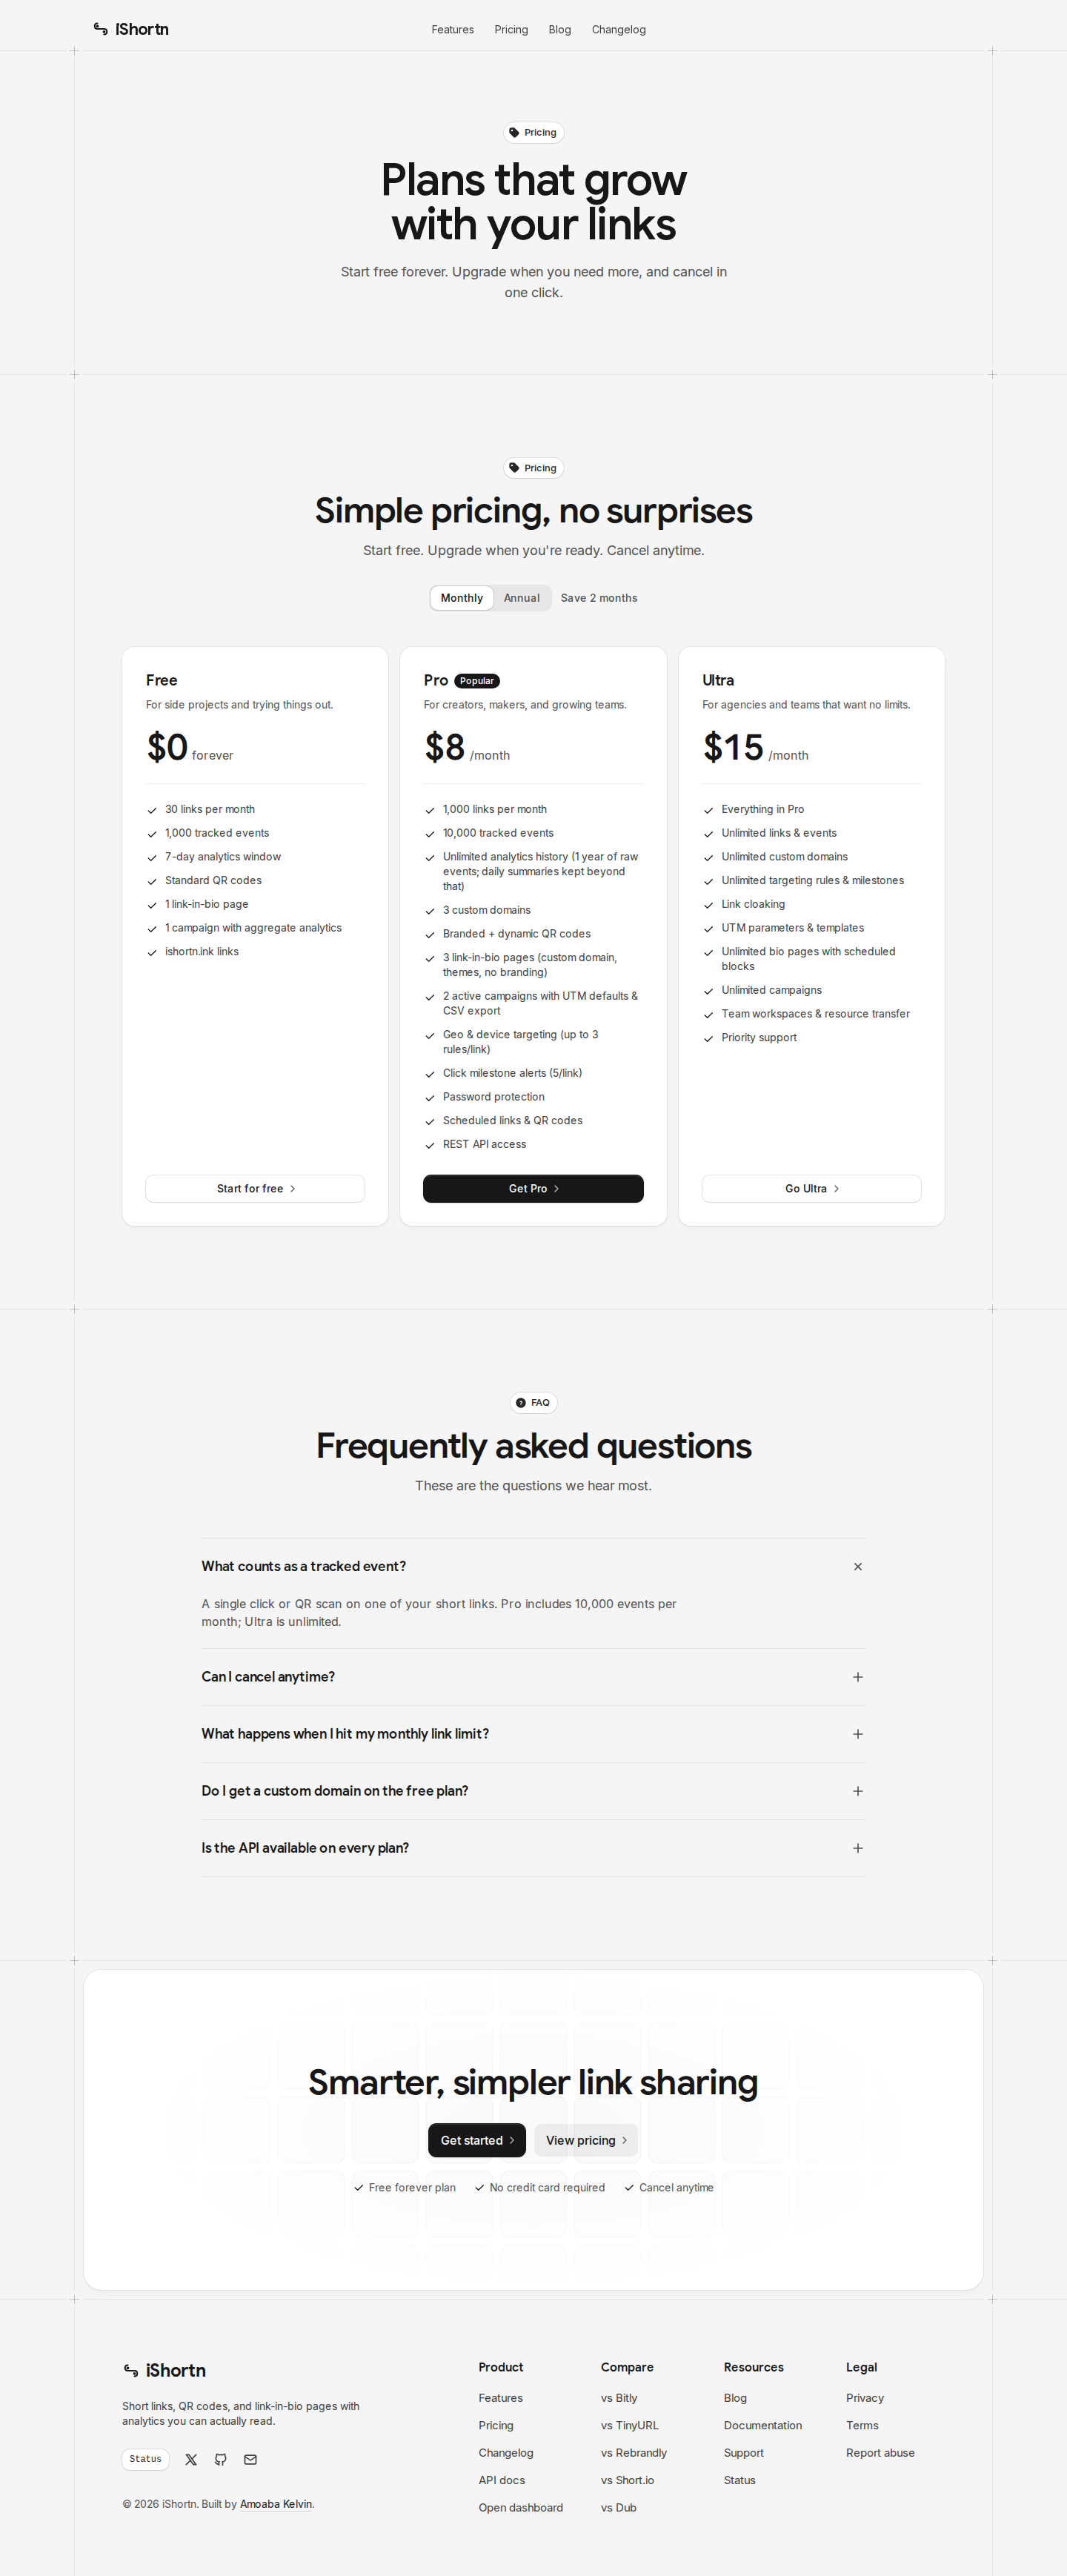 iShortn
Features
Pricing
Blog
Changelog
Pricing
Plans that grow
with your links
Start free forever. Upgrade when you need more, and cancel in
one click.
Pricing
Simple pricing, no surprises
Start free. Upgrade when you're ready. Cancel anytime.
Monthly
Annual
Save 2 months
Free
For side projects and trying things out.
$0 forever
30 links per month
1,000 tracked events
7-day analytics window
Standard QR codes
1 link-in-bio page
1 campaign with aggregate analytics
ishortn.ink links
Start for free
Pro Popular
For creators, makers, and growing teams.
$8 /month
1,000 links per month
10,000 tracked events
Unlimited analytics history (1 year of raw
events; daily summaries kept beyond
that)
3 custom domains
Branded + dynamic QR codes
3 link-in-bio pages (custom domain,
themes, no branding)
2 active campaigns with UTM defaults &
CSV export
Geo & device targeting (up to 3
rules/link)
Click milestone alerts (5/link)
Password protection
Scheduled links & QR codes
REST API access
Get Pro
Ultra
For agencies and teams that want no limits.
$15 /month
Everything in Pro
Unlimited links & events
Unlimited custom domains
Unlimited targeting rules & milestones
Link cloaking
UTM parameters & templates
Unlimited bio pages with scheduled
blocks
Unlimited campaigns
Team workspaces & resource transfer
Priority support
Go Ultra
FAQ
Frequently asked questions
These are the questions we hear most.
What counts as a tracked event?
A single click or QR scan on one of your short links. Pro includes 10,000 events per
month; Ultra is unlimited.
Can I cancel anytime?
What happens when I hit my monthly link limit?
Do I get a custom domain on the free plan?
Is the API available on every plan?
Smarter, simpler link sharing
Get started
View pricing
Free forever plan
No credit card required
Cancel anytime
iShortn
Short links, QR codes, and link-in-bio pages with
analytics you can actually read.
Status
© 2026 iShortn. Built by Amoaba Kelvin.
Product
Features
Pricing
Changelog
API docs
Open dashboard
Compare
vs Bitly
vs TinyURL
vs Rebrandly
vs Short.io
vs Dub
Resources
Blog
Documentation
Support
Status
Legal
Privacy
Terms
Report abuse